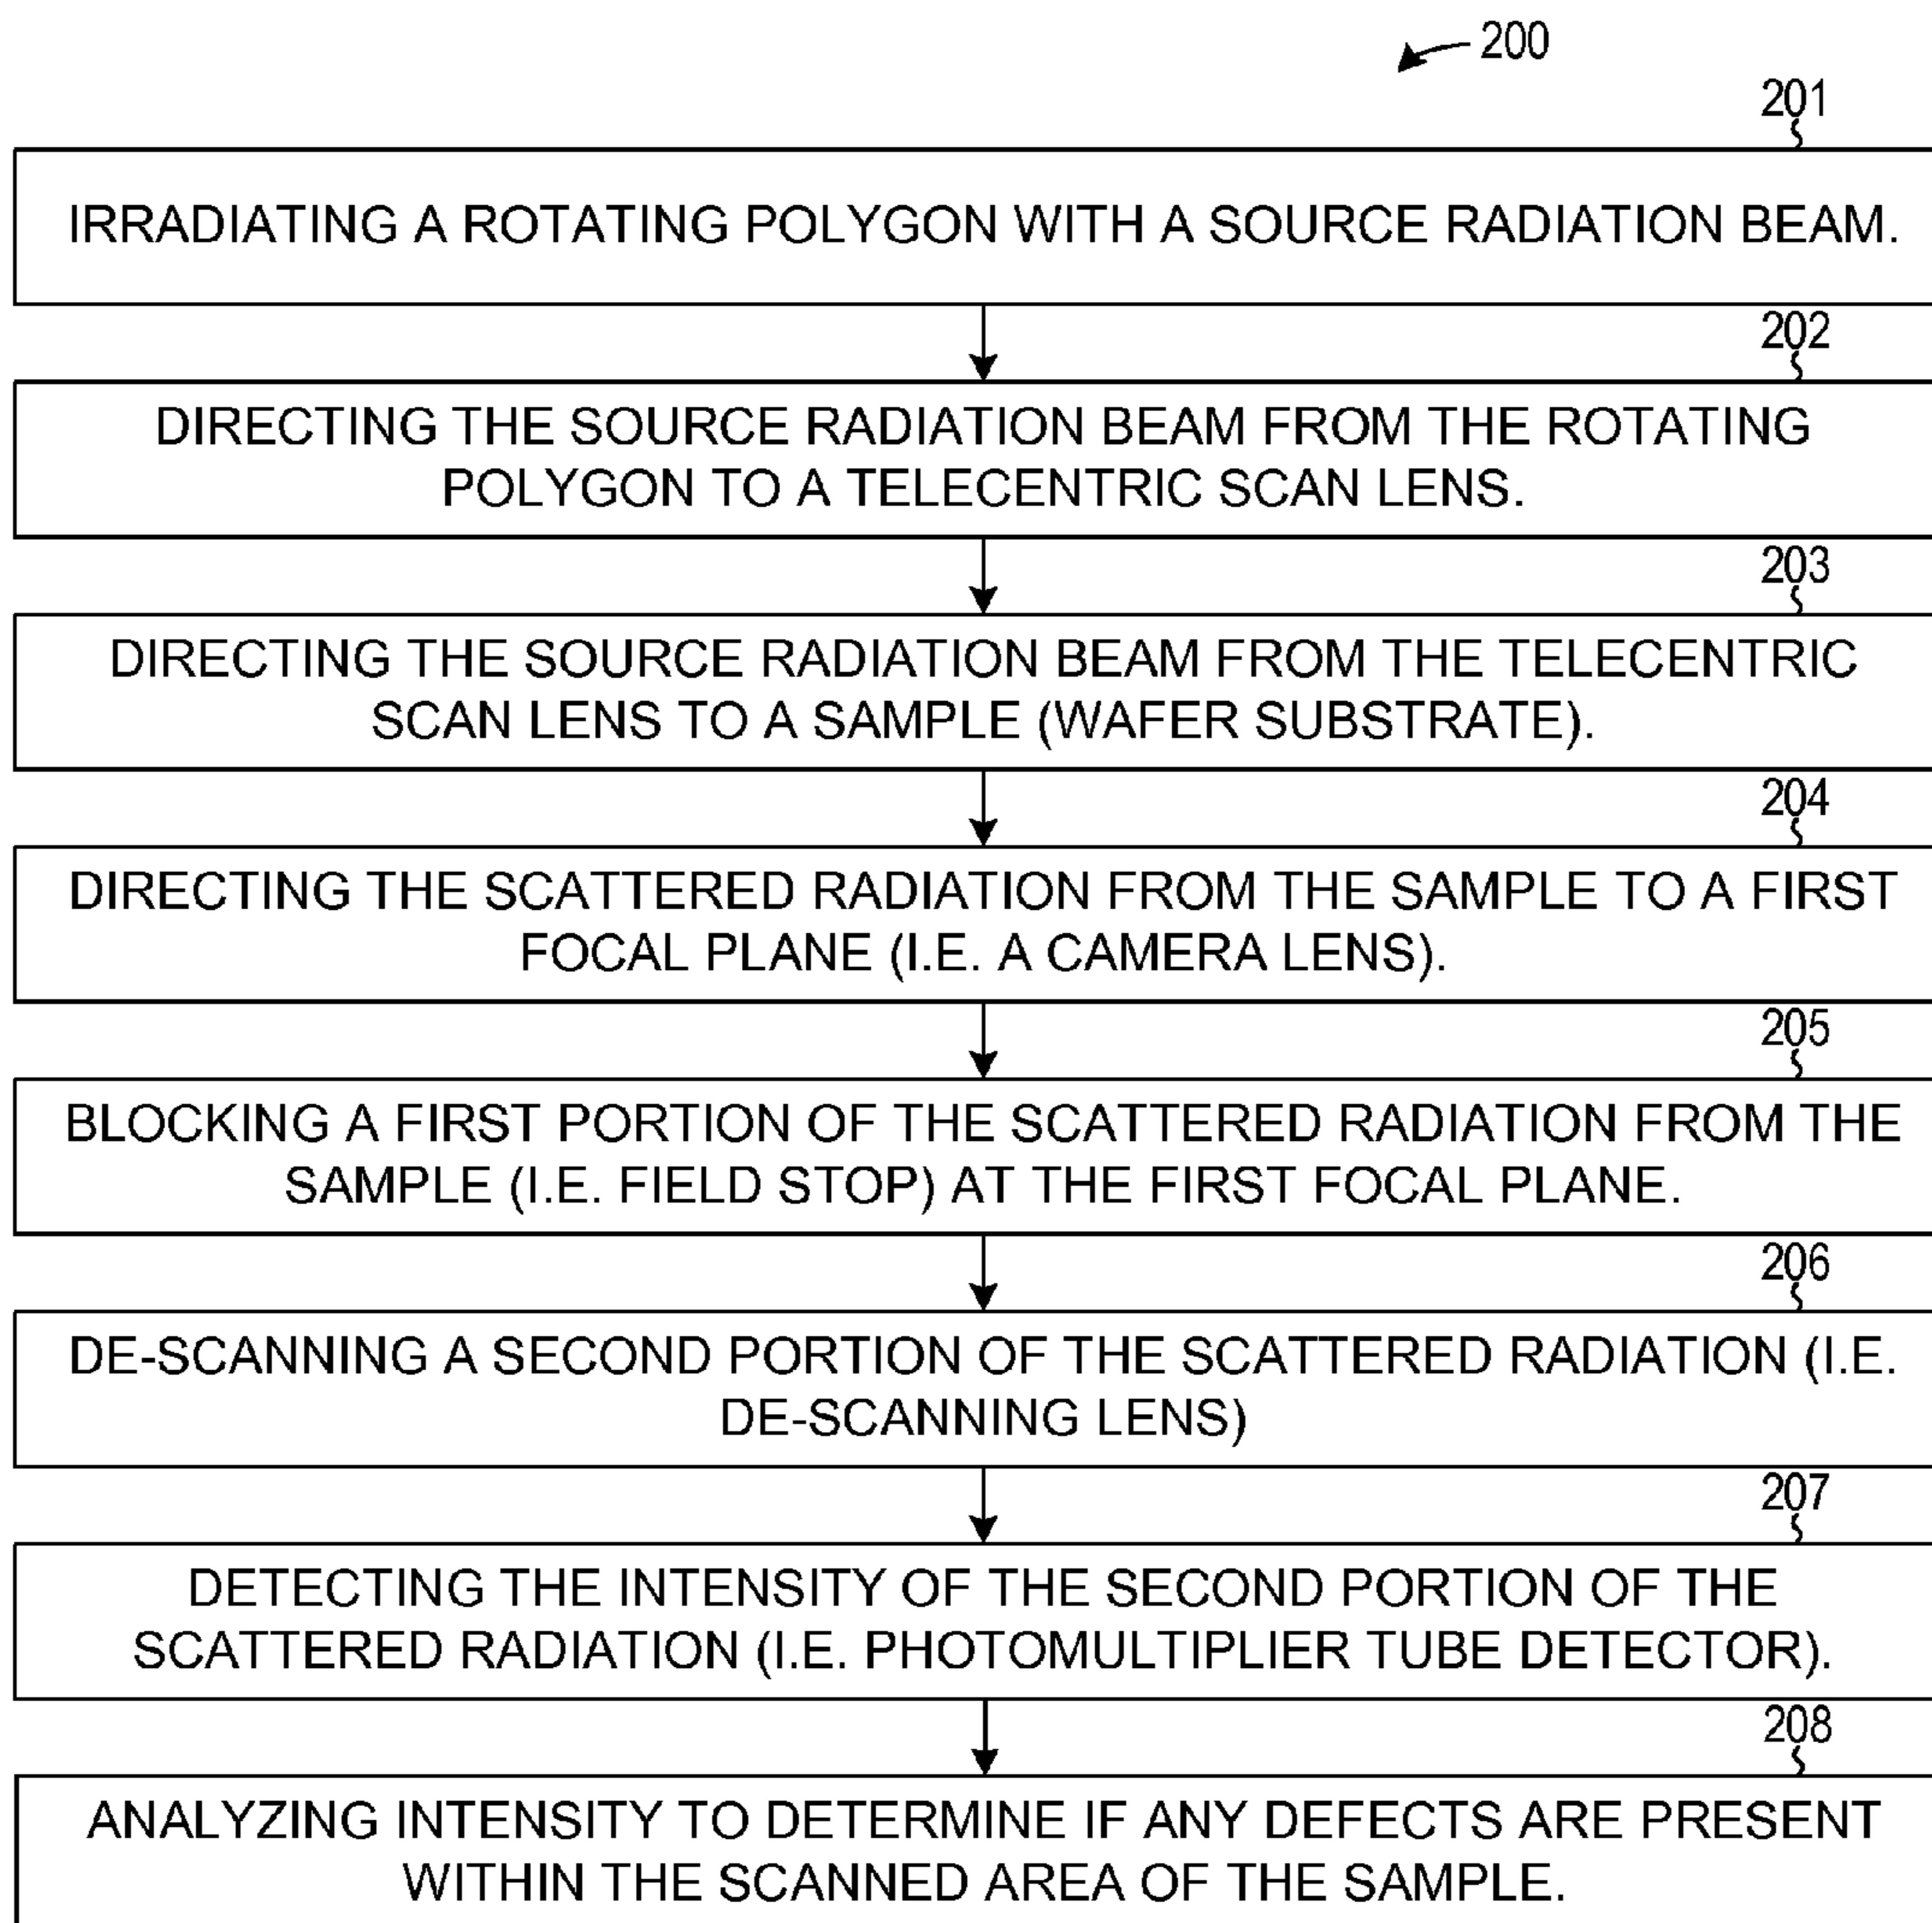 200
201
IRRADIATING A ROTATING POLYGON WITH A SOURCE RADIATION BEAM.
202
DIRECTING THE SOURCE RADIATION BEAM FROM THE ROTATING
POLYGON TO A TELECENTRIC SCAN LENS.
203
DIRECTING THE SOURCE RADIATION BEAM FROM THE TELECENTRIC
SCAN LENS TO A SAMPLE (WAFER SUBSTRATE).
204
DIRECTING THE SCATTERED RADIATION FROM THE SAMPLE TO A FIRST
FOCAL PLANE (I.E. A CAMERA LENS).
205
BLOCKING A FIRST PORTION OF THE SCATTERED RADIATION FROM THE
SAMPLE (I.E. FIELD STOP) AT THE FIRST FOCAL PLANE.
206
DE-SCANNING A SECOND PORTION OF THE SCATTERED RADIATION (I.E.
DE-SCANNING LENS)
207
DETECTING THE INTENSITY OF THE SECOND PORTION OF THE
SCATTERED RADIATION (I.E. PHOTOMULTIPLIER TUBE DETECTOR).
208
ANALYZING INTENSITY TO DETERMINE IF ANY DEFECTS ARE PRESENT
WITHIN THE SCANNED AREA OF THE SAMPLE.